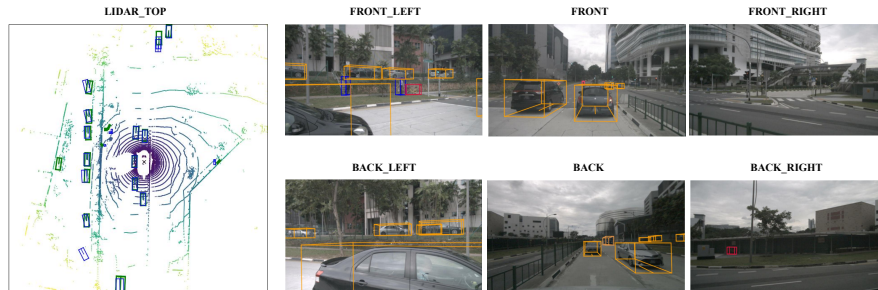 LIDAR_TOP
FRONT_LEFT
FRONT
FRONT_RIGHT
BACK_LEFT
BACK
BACK_RIGHT